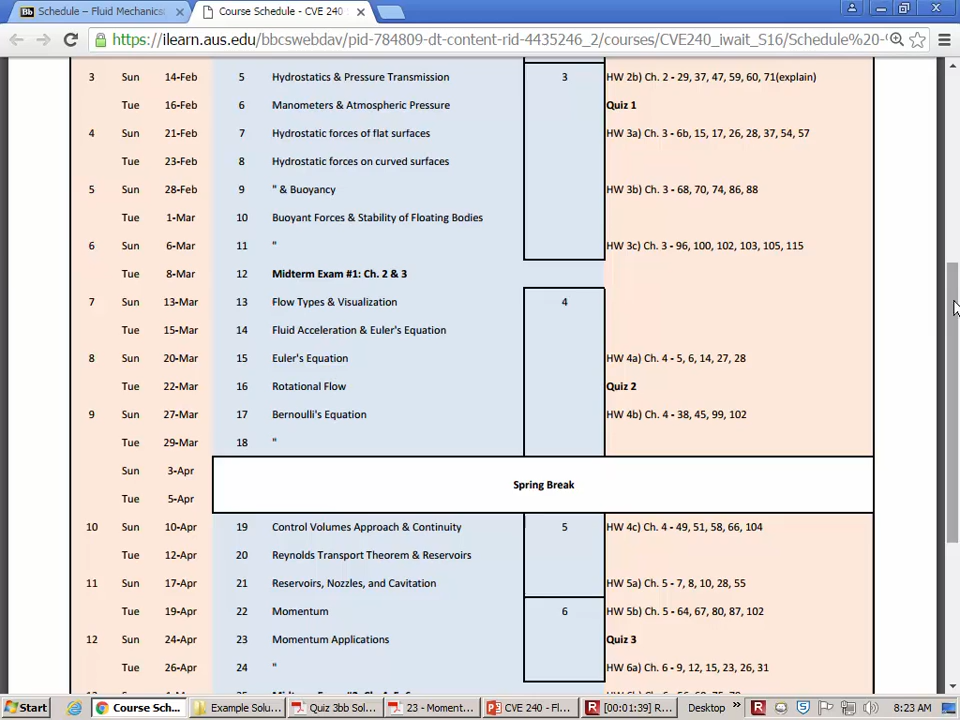 Schedule – Fluid Mechanics
Course Schedule - CVE 240
https://ilearn.aus.edu/bbcswebdav/pid-784809-dt-content-rid-4435246_2/courses/CVE240_iwait_S16/Schedule%20-
3 Sun 14-Feb 5 Hydrostatics & Pressure Transmission 3 HW 2b) Ch. 2 - 29, 37, 47, 59, 60, 71(explain)
Tue 16-Feb 6 Manometers & Atmospheric Pressure Quiz 1
4 Sun 21-Feb 7 Hydrostatic forces of flat surfaces HW 3a) Ch. 3 - 6b, 15, 17, 26, 28, 37, 54, 57
Tue 23-Feb 8 Hydrostatic forces on curved surfaces
5 Sun 28-Feb 9 " & Buoyancy HW 3b) Ch. 3 - 68, 70, 74, 86, 88
Tue 1-Mar 10 Buoyant Forces & Stability of Floating Bodies
6 Sun 6-Mar 11 " HW 3c) Ch. 3 - 96, 100, 102, 103, 105, 115
Tue 8-Mar 12 Midterm Exam #1: Ch. 2 & 3
7 Sun 13-Mar 13 Flow Types & Visualization 4
Tue 15-Mar 14 Fluid Acceleration & Euler's Equation
8 Sun 20-Mar 15 Euler's Equation HW 4a) Ch. 4 - 5, 6, 14, 27, 28
Tue 22-Mar 16 Rotational Flow Quiz 2
9 Sun 27-Mar 17 Bernoulli's Equation HW 4b) Ch. 4 - 38, 45, 99, 102
Tue 29-Mar 18 "
Sun 3-Apr
Spring Break
Tue 5-Apr
10 Sun 10-Apr 19 Control Volumes Approach & Continuity 5 HW 4c) Ch. 4 - 49, 51, 58, 66, 104
Tue 12-Apr 20 Reynolds Transport Theorem & Reservoirs
11 Sun 17-Apr 21 Reservoirs, Nozzles, and Cavitation HW 5a) Ch. 5 - 7, 8, 10, 28, 55
Tue 19-Apr 22 Momentum 6 HW 5b) Ch. 5 - 64, 67, 80, 87, 102
12 Sun 24-Apr 23 Momentum Applications Quiz 3
Tue 26-Apr 24 " HW 6a) Ch. 6 - 9, 12, 15, 23, 26, 31
Start Course Sch... Example Solu... Quiz 3bb Sol... 23 - Moment... CVE 240 - Fl... [00:01:39] R... Desktop 8:23 AM